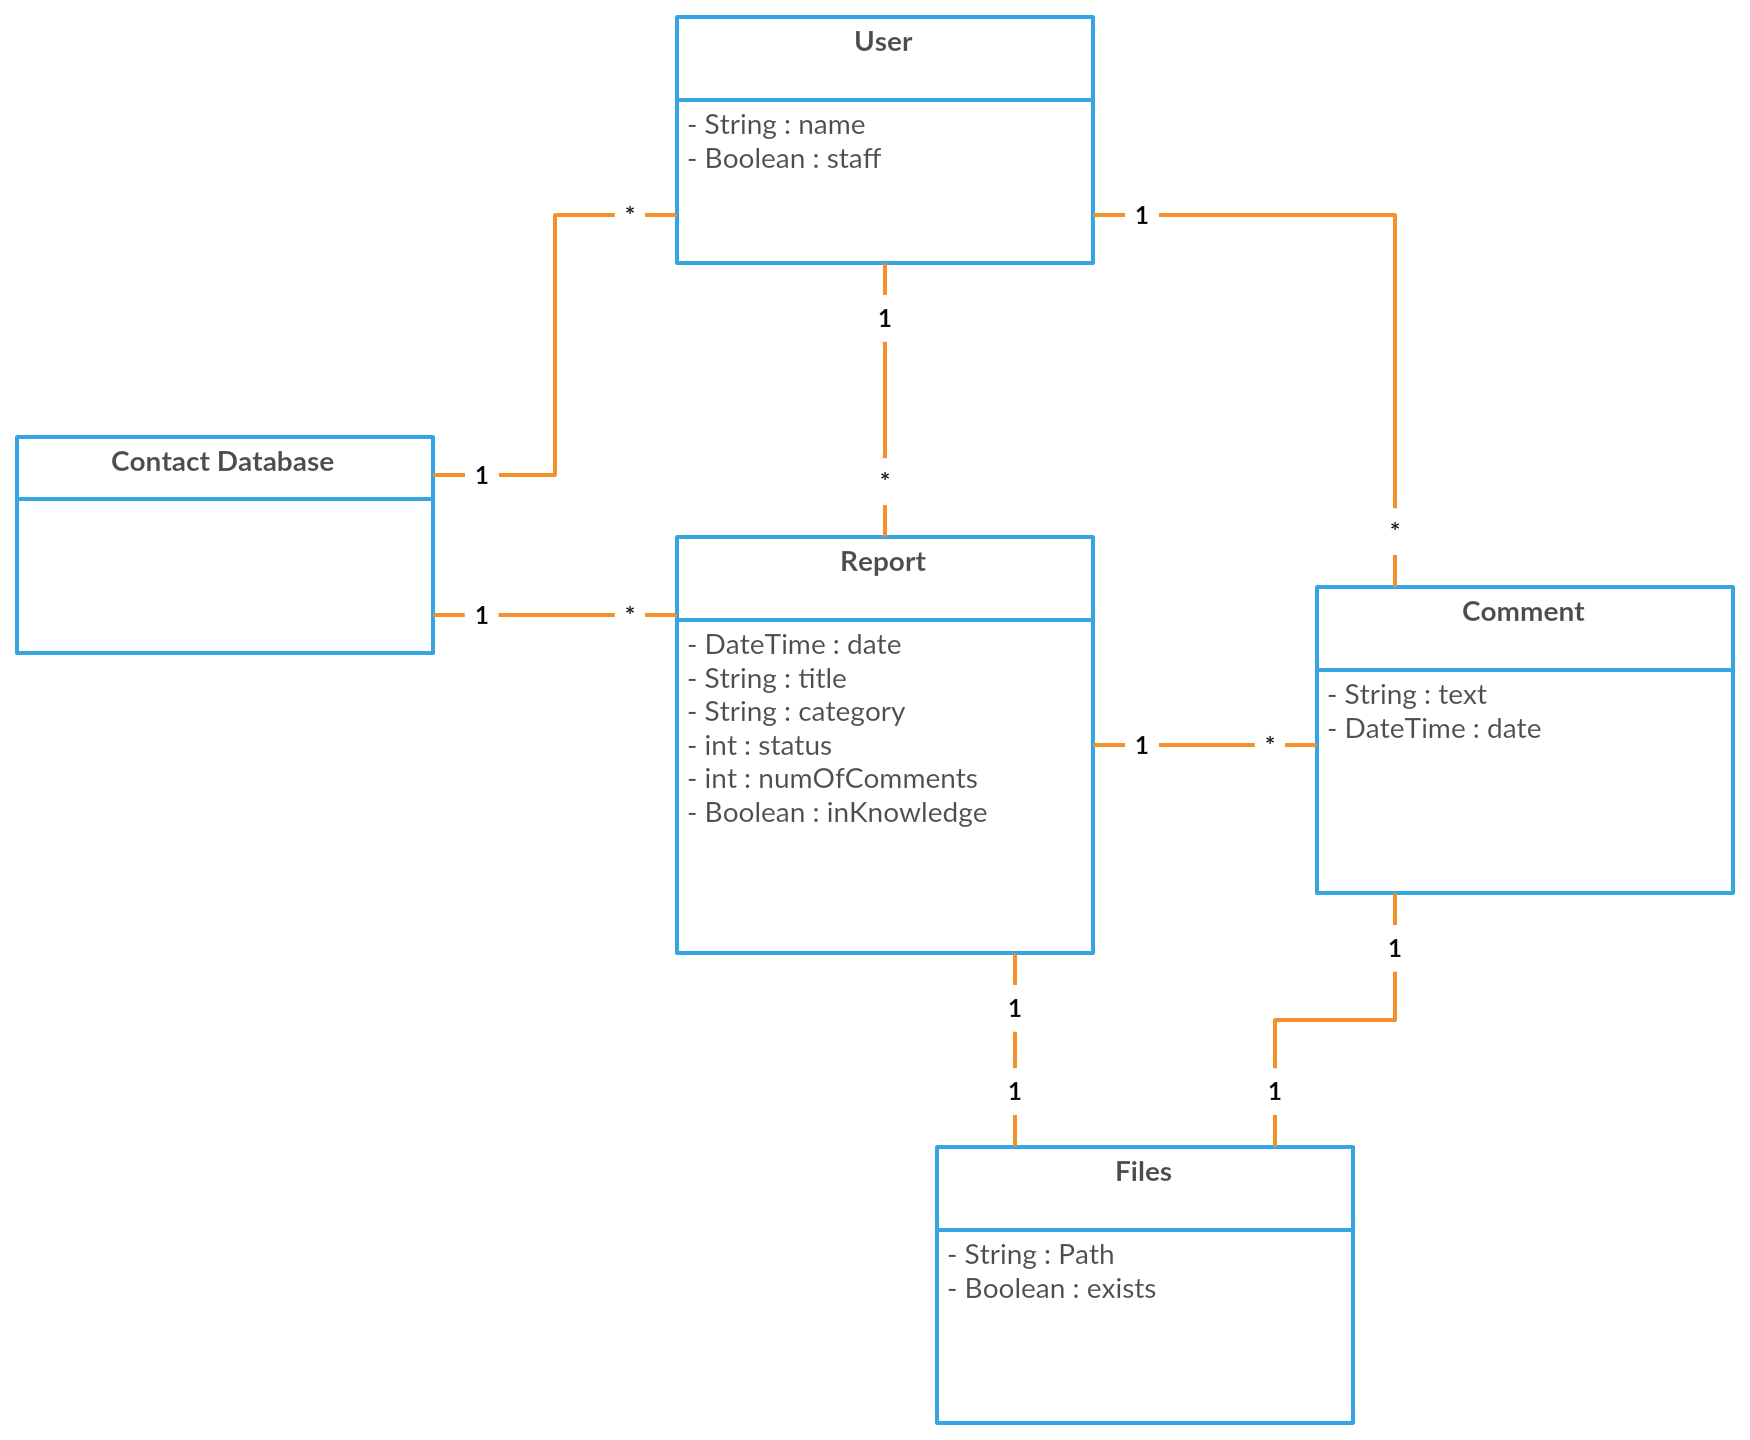 User
- String : name
- Boolean : staff
*
1
1
Contact Database
1
*
1
*
*
Report
- DateTime : date
- String : title
- String : category
- int : status
- int : numOfComments
- Boolean : inKnowledge
Comment
- String : text
- DateTime : date
1
*
1
1
1
1
Files
- String : Path
- Boolean : exists